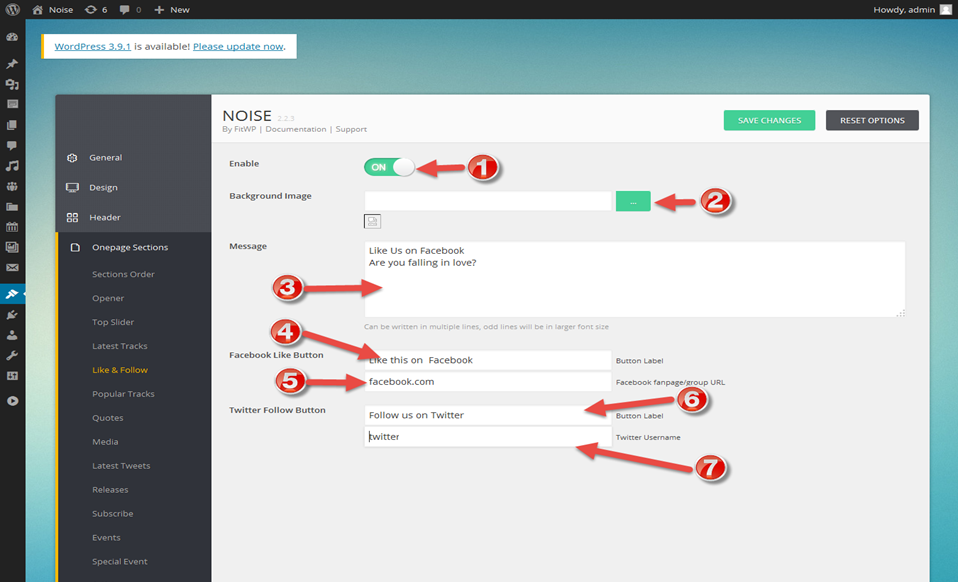 Noise 6 0 New Howdy, admin
WordPress 3.9.1 is available! Please update now.
NOISE 2.2.3
By FitWP | Documentation | Support
SAVE CHANGES RESET OPTIONS
General
Design
Header
Onepage Sections
Sections Order
Opener
Top Slider
Latest Tracks
Like & Follow
Popular Tracks
Quotes
Media
Latest Tweets
Releases
Subscribe
Events
Special Event
Enable ON 1
Background Image ... 2
Message
Like Us on Facebook
Are you falling in love?
3
Can be written in multiple lines, odd lines will be in larger font size
4
Facebook Like Button Like this on  Facebook Button Label
5 facebook.com Facebook fanpage/group URL
6
Twitter Follow Button Follow us on Twitter Button Label
twitter Twitter Username
7